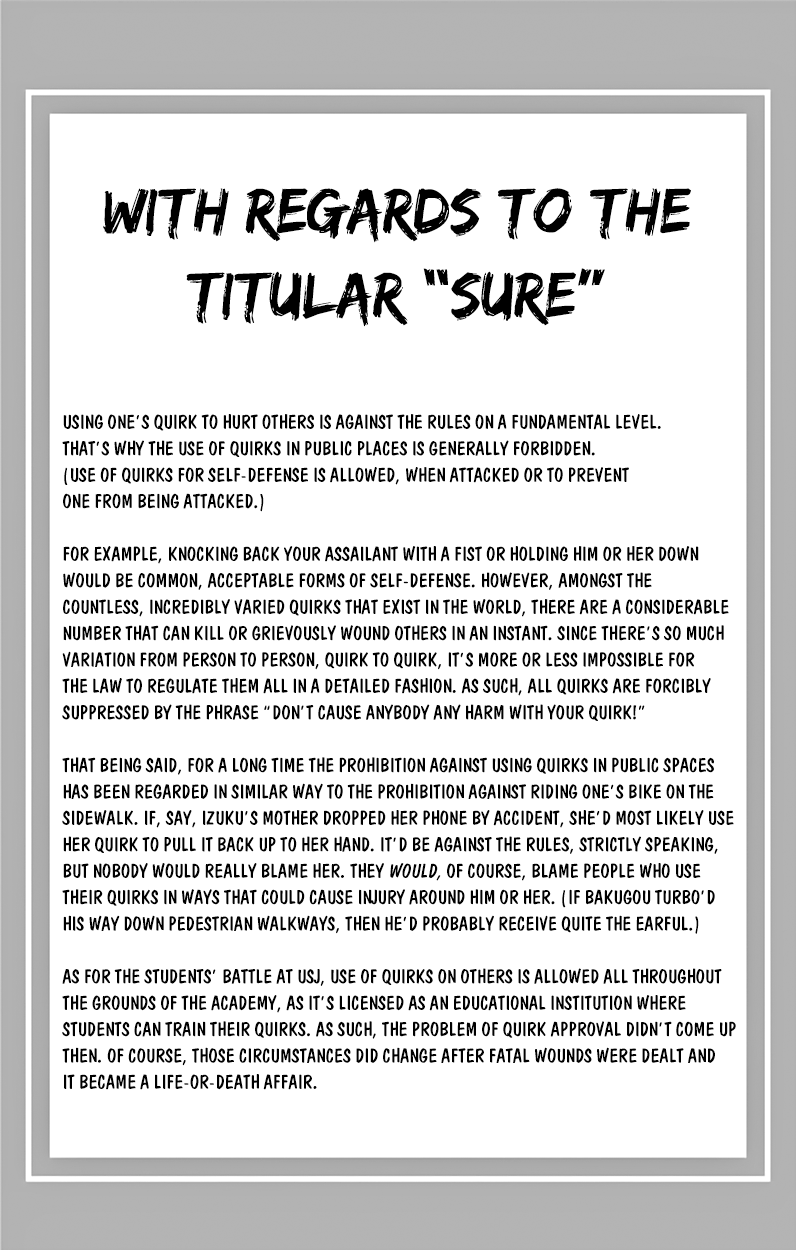 WITH REGARDS TO THE
TITULAR "SURE"
USING ONE'S QUIRK TO HURT OTHERS IS AGAINST THE RULES ON A FUNDAMENTAL LEVEL.
THAT'S WHY THE USE OF QUIRKS IN PUBLIC PLACES IS GENERALLY FORBIDDEN.
(USE OF QUIRKS FOR SELF-DEFENSE IS ALLOWED, WHEN ATTACKED OR TO PREVENT
ONE FROM BEING ATTACKED.)
FOR EXAMPLE, KNOCKING BACK YOUR ASSAILANT WITH A FIST OR HOLDING HIM OR HER DOWN
WOULD BE COMMON, ACCEPTABLE FORMS OF SELF-DEFENSE. HOWEVER, AMONGST THE
COUNTLESS, INCREDIBLY VARIED QUIRKS THAT EXIST IN THE WORLD, THERE ARE A CONSIDERABLE
NUMBER THAT CAN KILL OR GRIEVOUSLY WOUND OTHERS IN AN INSTANT. SINCE THERE'S SO MUCH
VARIATION FROM PERSON TO PERSON, QUIRK TO QUIRK, IT'S MORE OR LESS IMPOSSIBLE FOR
THE LAW TO REGULATE THEM ALL IN A DETAILED FASHION. AS SUCH, ALL QUIRKS ARE FORCIBLY
SUPPRESSED BY THE PHRASE "DON'T CAUSE ANYBODY ANY HARM WITH YOUR QUIRK!"
THAT BEING SAID, FOR A LONG TIME THE PROHIBITION AGAINST USING QUIRKS IN PUBLIC SPACES
HAS BEEN REGARDED IN SIMILAR WAY TO THE PROHIBITION AGAINST RIDING ONE'S BIKE ON THE
SIDEWALK. IF, SAY, IZUKU'S MOTHER DROPPED HER PHONE BY ACCIDENT, SHE'D MOST LIKELY USE
HER QUIRK TO PULL IT BACK UP TO HER HAND. IT'D BE AGAINST THE RULES, STRICTLY SPEAKING,
BUT NOBODY WOULD REALLY BLAME HER. THEY WOULD, OF COURSE, BLAME PEOPLE WHO USE
THEIR QUIRKS IN WAYS THAT COULD CAUSE INJURY AROUND HIM OR HER. (IF BAKUGOU TURBO'D
HIS WAY DOWN PEDESTRIAN WALKWAYS, THEN HE'D PROBABLY RECEIVE QUITE THE EARFUL.)
AS FOR THE STUDENTS' BATTLE AT USJ, USE OF QUIRKS ON OTHERS IS ALLOWED ALL THROUGHOUT
THE GROUNDS OF THE ACADEMY, AS IT'S LICENSED AS AN EDUCATIONAL INSTITUTION WHERE
STUDENTS CAN TRAIN THEIR QUIRKS. AS SUCH, THE PROBLEM OF QUIRK APPROVAL DIDN'T COME UP
THEN. OF COURSE, THOSE CIRCUMSTANCES DID CHANGE AFTER FATAL WOUNDS WERE DEALT AND
IT BECAME A LIFE-OR-DEATH AFFAIR.